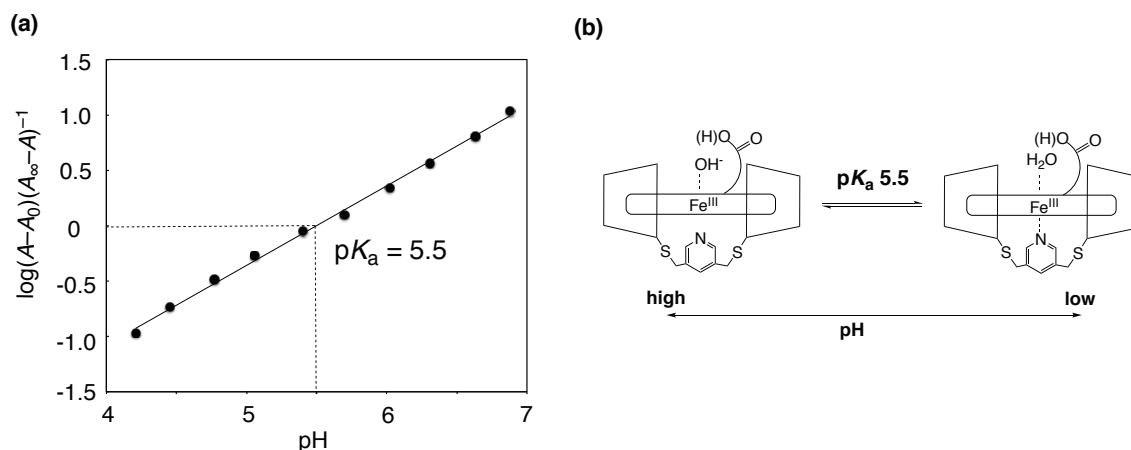 (a)
1.5
1.0
0.5
0
-0.5
-1.0
-1.5
log(A–A0)(A∞–A)–1
pKa = 5.5
4 5 6 7
pH
(b)
(H)O O
OH-
FeIII
N
S S
high
pKa 5.5
(H)O O
H2O
FeIII
N
S S
low
pH